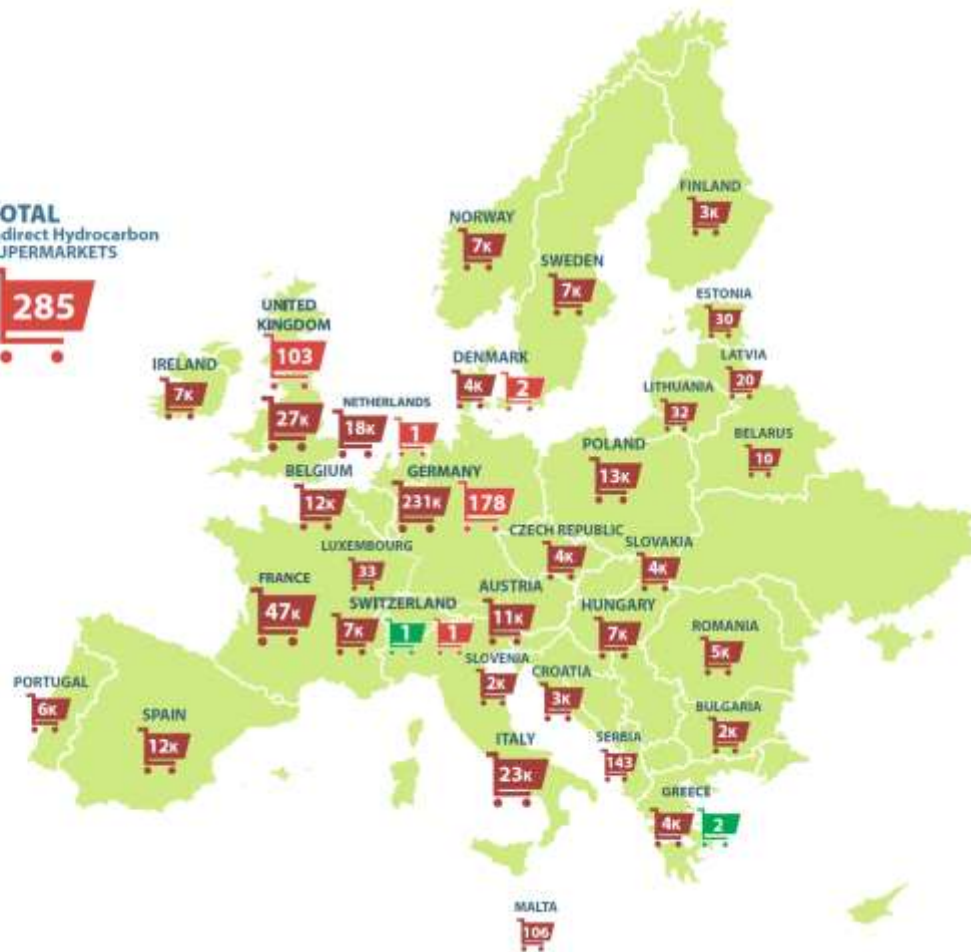 OTAL
direct Hydrocarbon
UPERMARKETS
285
FINLAND
3K
NORWAY
7K
SWEDEN
7K
ESTONIA
30
UNITED
KINGDOM
103
27K
IRELAND
7K
DENMARK
4K 2
LATVIA
20
LITHUANIA
32
NETHERLANDS
18K 1
BELARUS
10
POLAND
13K
BELGIUM
12K
GERMANY
231K 178
CZECH REPUBLIC
4K
SLOVAKIA
4K
LUXEMBOURG
33
FRANCE
47K
SWITZERLAND
7K 1 1
AUSTRIA
11K
HUNGARY
7K
ROMANIA
5K
SLOVENIA
2K
CROATIA
3K
PORTUGAL
6K
SPAIN
12K
BULGARIA
2K
ITALY
23K
SERBIA
143
GREECE
4K 2
MALTA
106